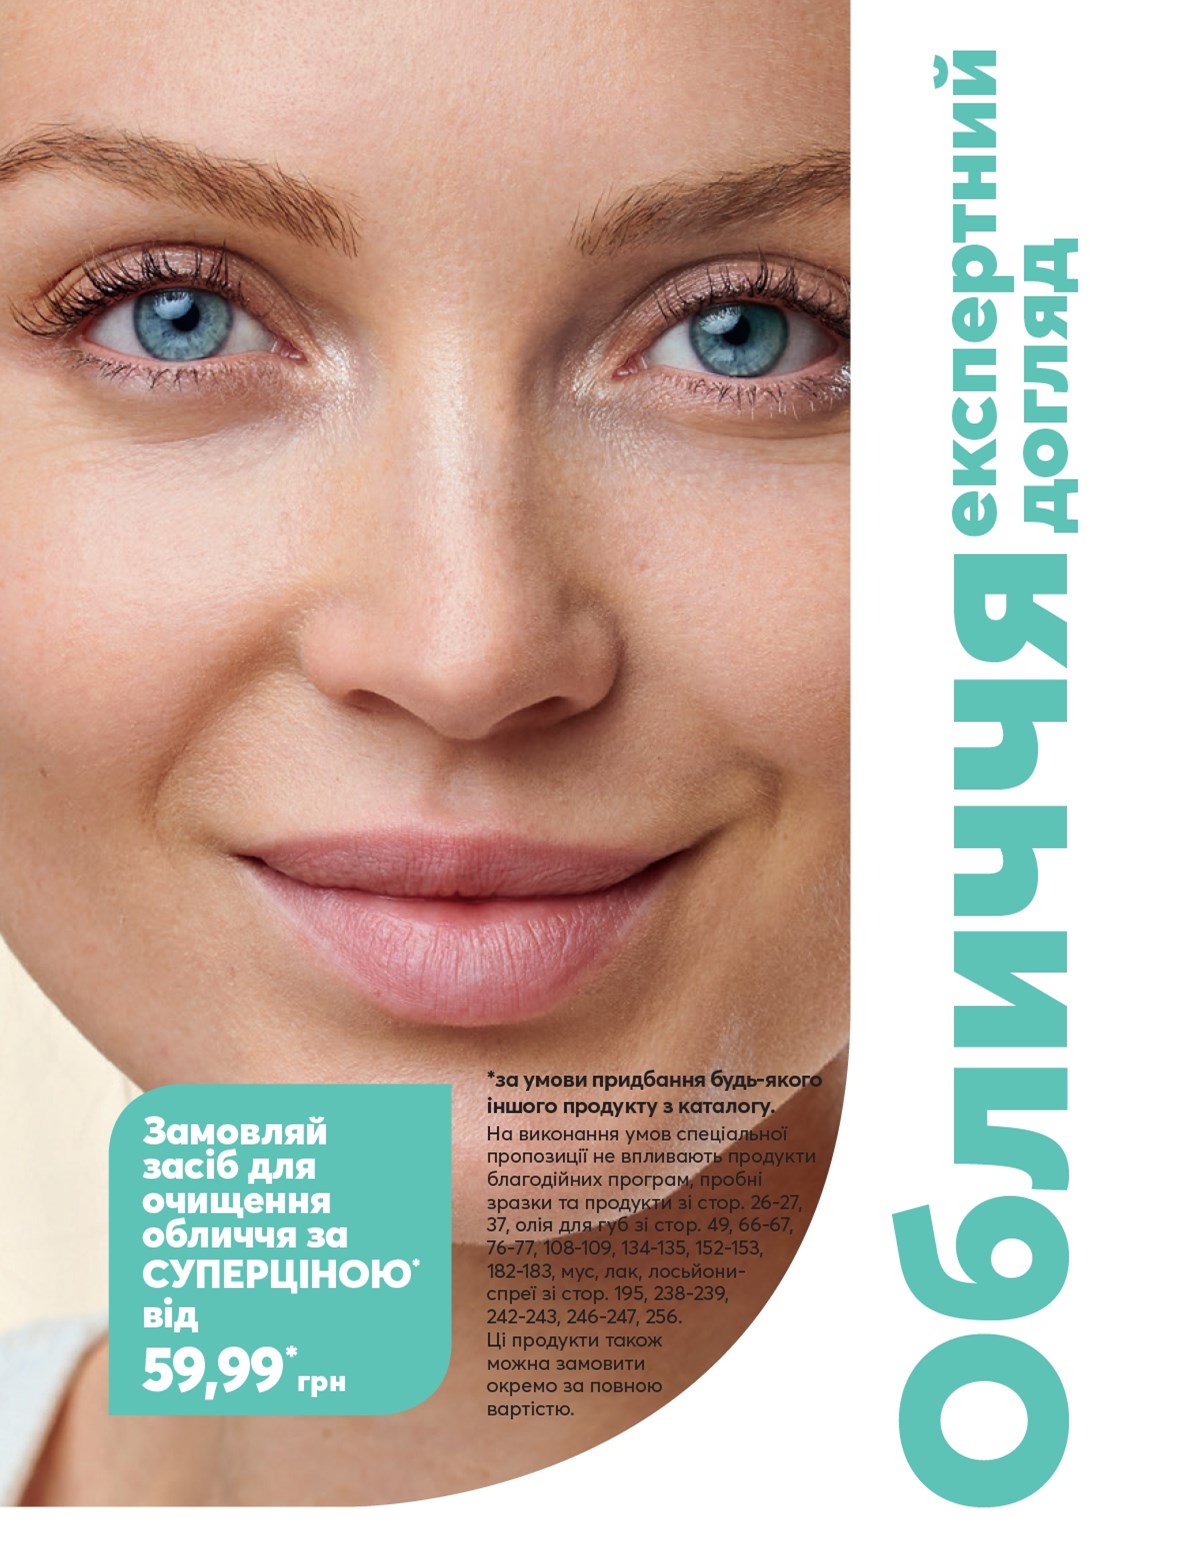 Обличчя
експертний
догляд
Замовляй
засіб для
очищення
обличчя за
СУПЕРЦІНОЮ*
від
59,99* грн
*за умови придбання будь-якого
іншого продукту з каталогу.
На виконання умов спеціальної
пропозиції не впливають продукти
благодійних програм, пробні
зразки та продукти зі стор. 26-27,
37, олія для губ зі стор. 49, 66-67,
76-77, 108-109, 134-135, 152-153,
182-183, мус, лак, лосьйони-
спреї зі стор. 195, 238-239,
242-243, 246-247, 256.
Ці продукти також
можна замовити
окремо за повною
вартістю.